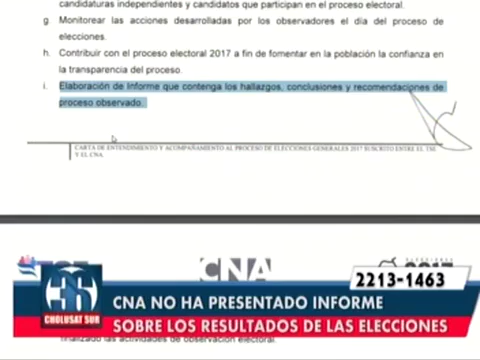 candidaturas independientes y candidatos que participan en el proceso electoral.
g. Monitorear las acciones desarrolladas por los observadores el día del proceso de
elecciones.
h. Contribuir con el proceso electoral 2017 a fin de fomentar en la población la confianza en
la transparencia del proceso.
i. Elaboración de Informe que contenga los hallazgos, conclusiones y recomendaciones de
proceso observado.
CARTA DE ENTENDIMIENTO Y ACOMPAÑAMIENTO AL PROCESO DE ELECCIONES GENERALES 2017 SUSCRITO ENTRE EL TSE
Y EL CNA.
TSE
CNA
2017
2213-1463
CNA NO HA PRESENTADO INFORME
SOBRE LOS RESULTADOS DE LAS ELECCIONES
CHOLUSAT SUR
finalizado las actividades de observación electoral.